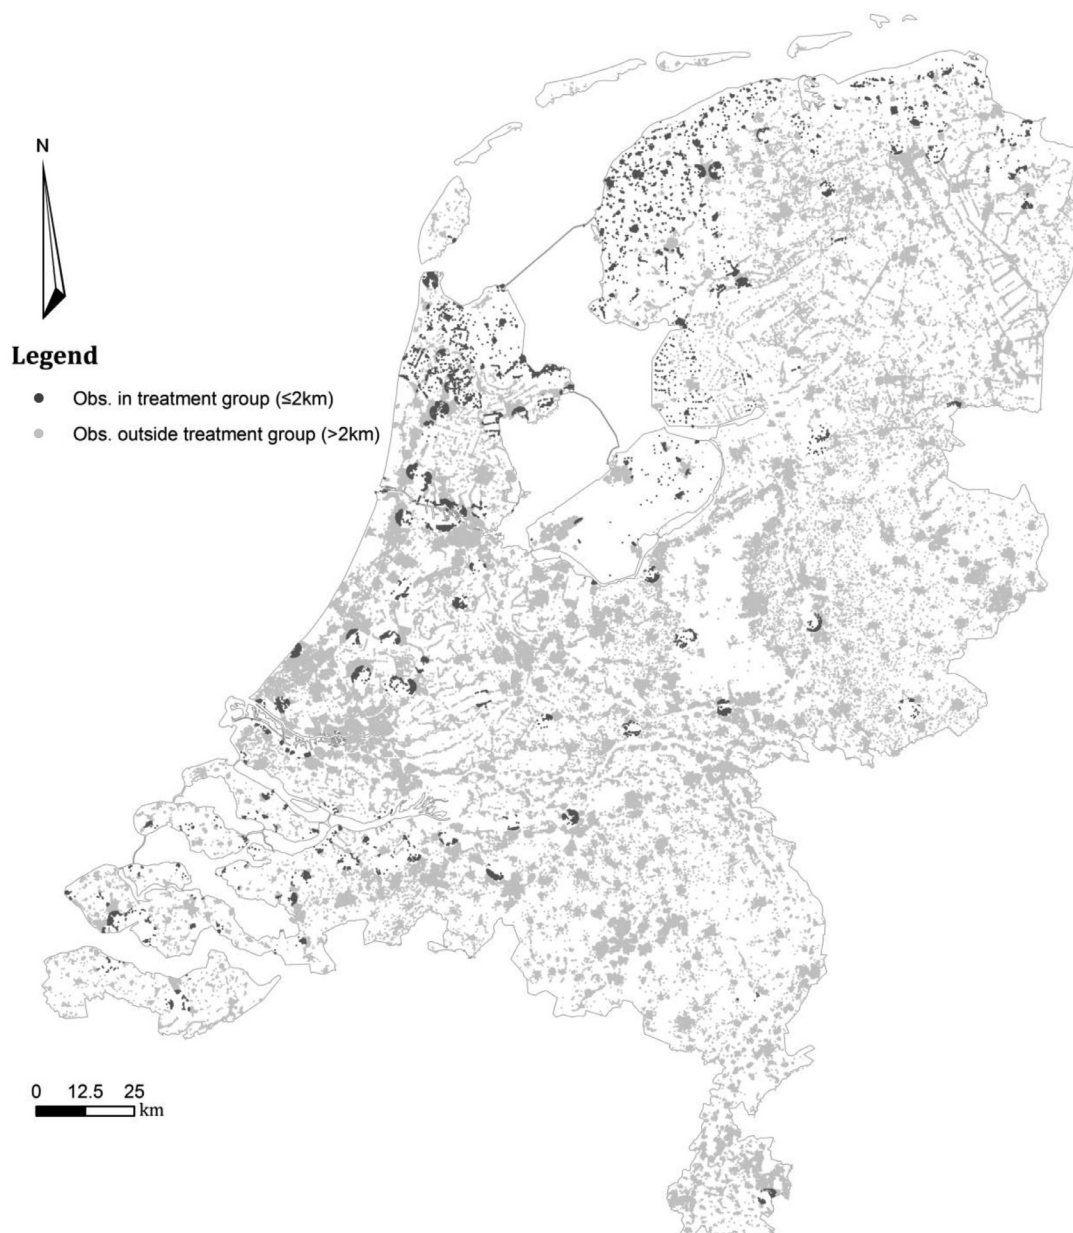 N
Legend
Obs. in treatment group (≤2km)
Obs. outside treatment group (>2km)
0 12.5 25
km